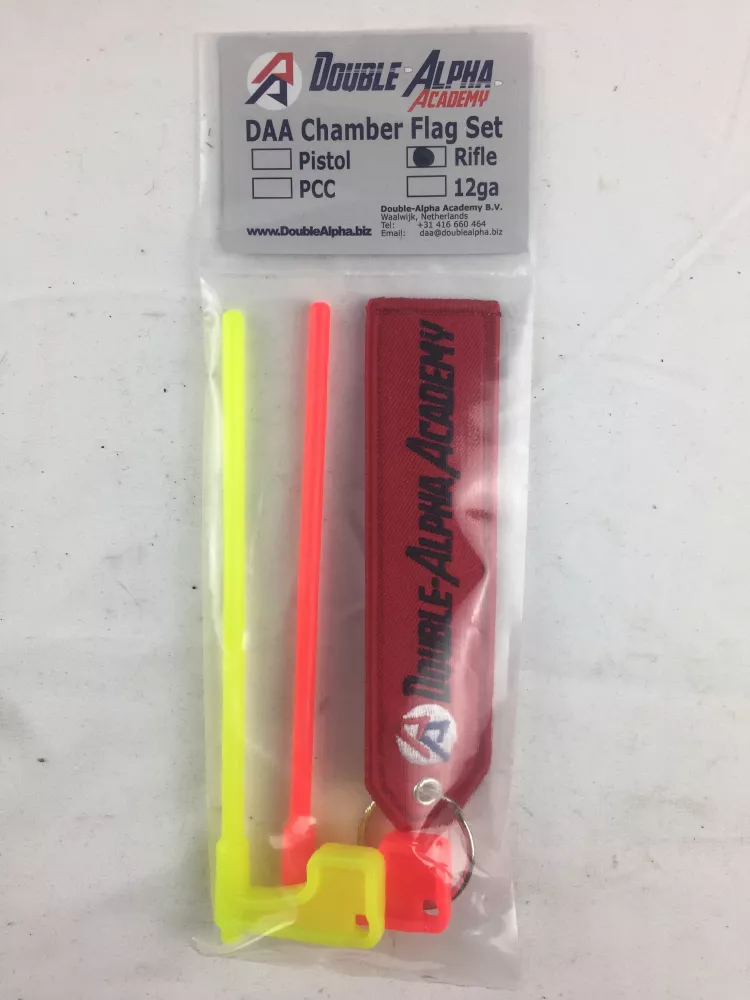 DOUBLE-ALPHA
ACADEMY
DAA Chamber Flag Set
Pistol
Rifle
PCC
12ga
Double-Alpha Academy B.V.
Waalwijk, Netherlands
Tel: +31 416 660 464
www.DoubleAlpha.biz
Email: daa@doublealpha.biz
DOUBLE-ALPHA ACADEMY